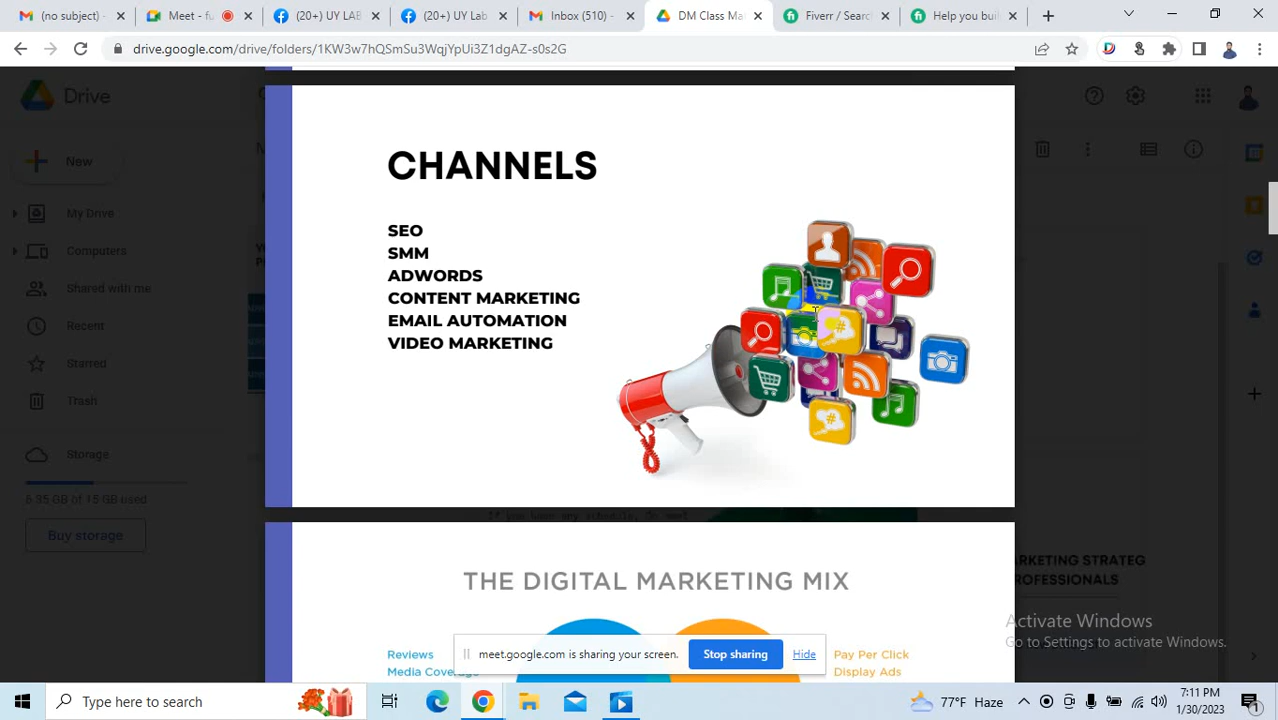 (no subject) -
Meet - fu
(20+) UY LAB
(20+) UY Lab
Inbox (510) -
DM Class Ma
Fiverr / Searc
Help you buil
drive.google.com/drive/folders/1KW3w7hQSmSu3WqjYpUi3Z1dgAZ-s0s2G
Drive
New
My Drive
Computers
Shared with me
Recent
Starred
Trash
Storage
6.35 GB of 15 GB used
Buy storage
CHANNELS
SEO
SMM
ADWORDS
CONTENT MARKETING
EMAIL AUTOMATION
VIDEO MARKETING
THE DIGITAL MARKETING MIX
Reviews
Media Coverage
Pay Per Click
Display Ads
meet.google.com is sharing your screen.
Stop sharing
Hide
ARKETING STRATEG
ROFESSIONALS
Activate Windows
Go to Settings to activate Windows.
Type here to search
77°F Haze
7:11 PM
1/30/2023